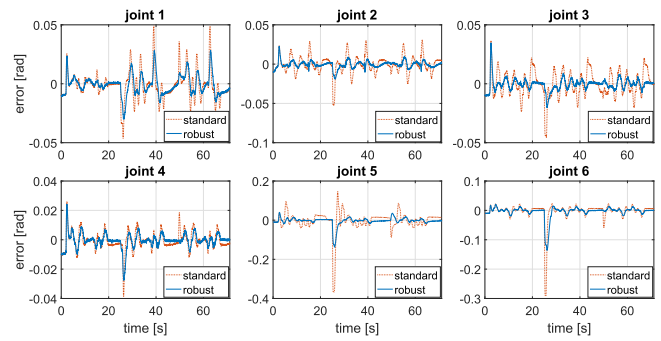 joint 1
joint 2
joint 3
error [rad]
0.05
0
-0.05
0 20 40 60
standard
robust
0.05
0
-0.05
-0.1
0 20 40 60
standard
robust
0.05
0
-0.05
0 20 40 60
standard
robust
joint 4
joint 5
joint 6
error [rad]
0.04
0.02
0
-0.02
-0.04
0 20 40 60
time [s]
standard
robust
0.2
0
-0.2
-0.4
0 20 40 60
time [s]
standard
robust
0.1
0
-0.1
-0.2
-0.3
0 20 40 60
time [s]
standard
robust